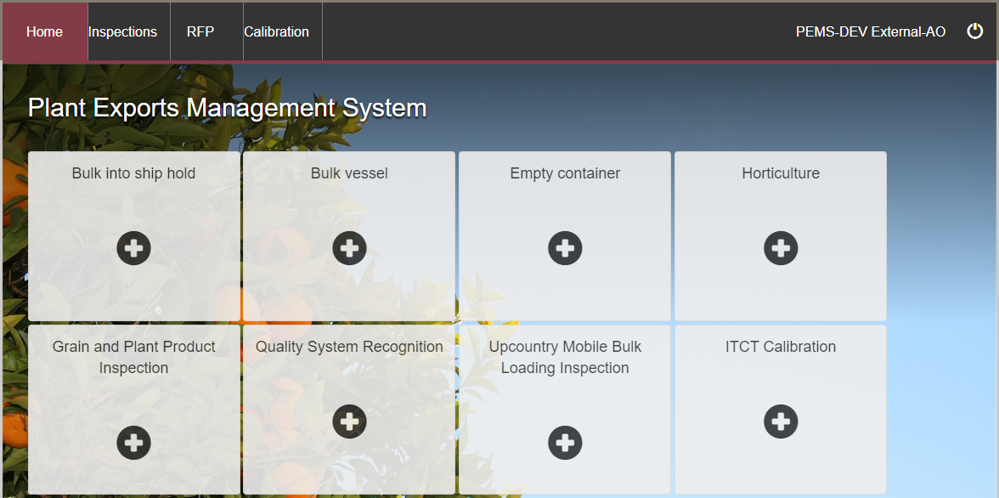 Home
Inspections
RFP
Calibration
PEMS-DEV External-AO
Plant Exports Management System
Bulk into ship hold
Bulk vessel
Empty container
Horticulture
Grain and Plant Product
Inspection
Quality System Recognition
Upcountry Mobile Bulk
Loading Inspection
ITCT Calibration